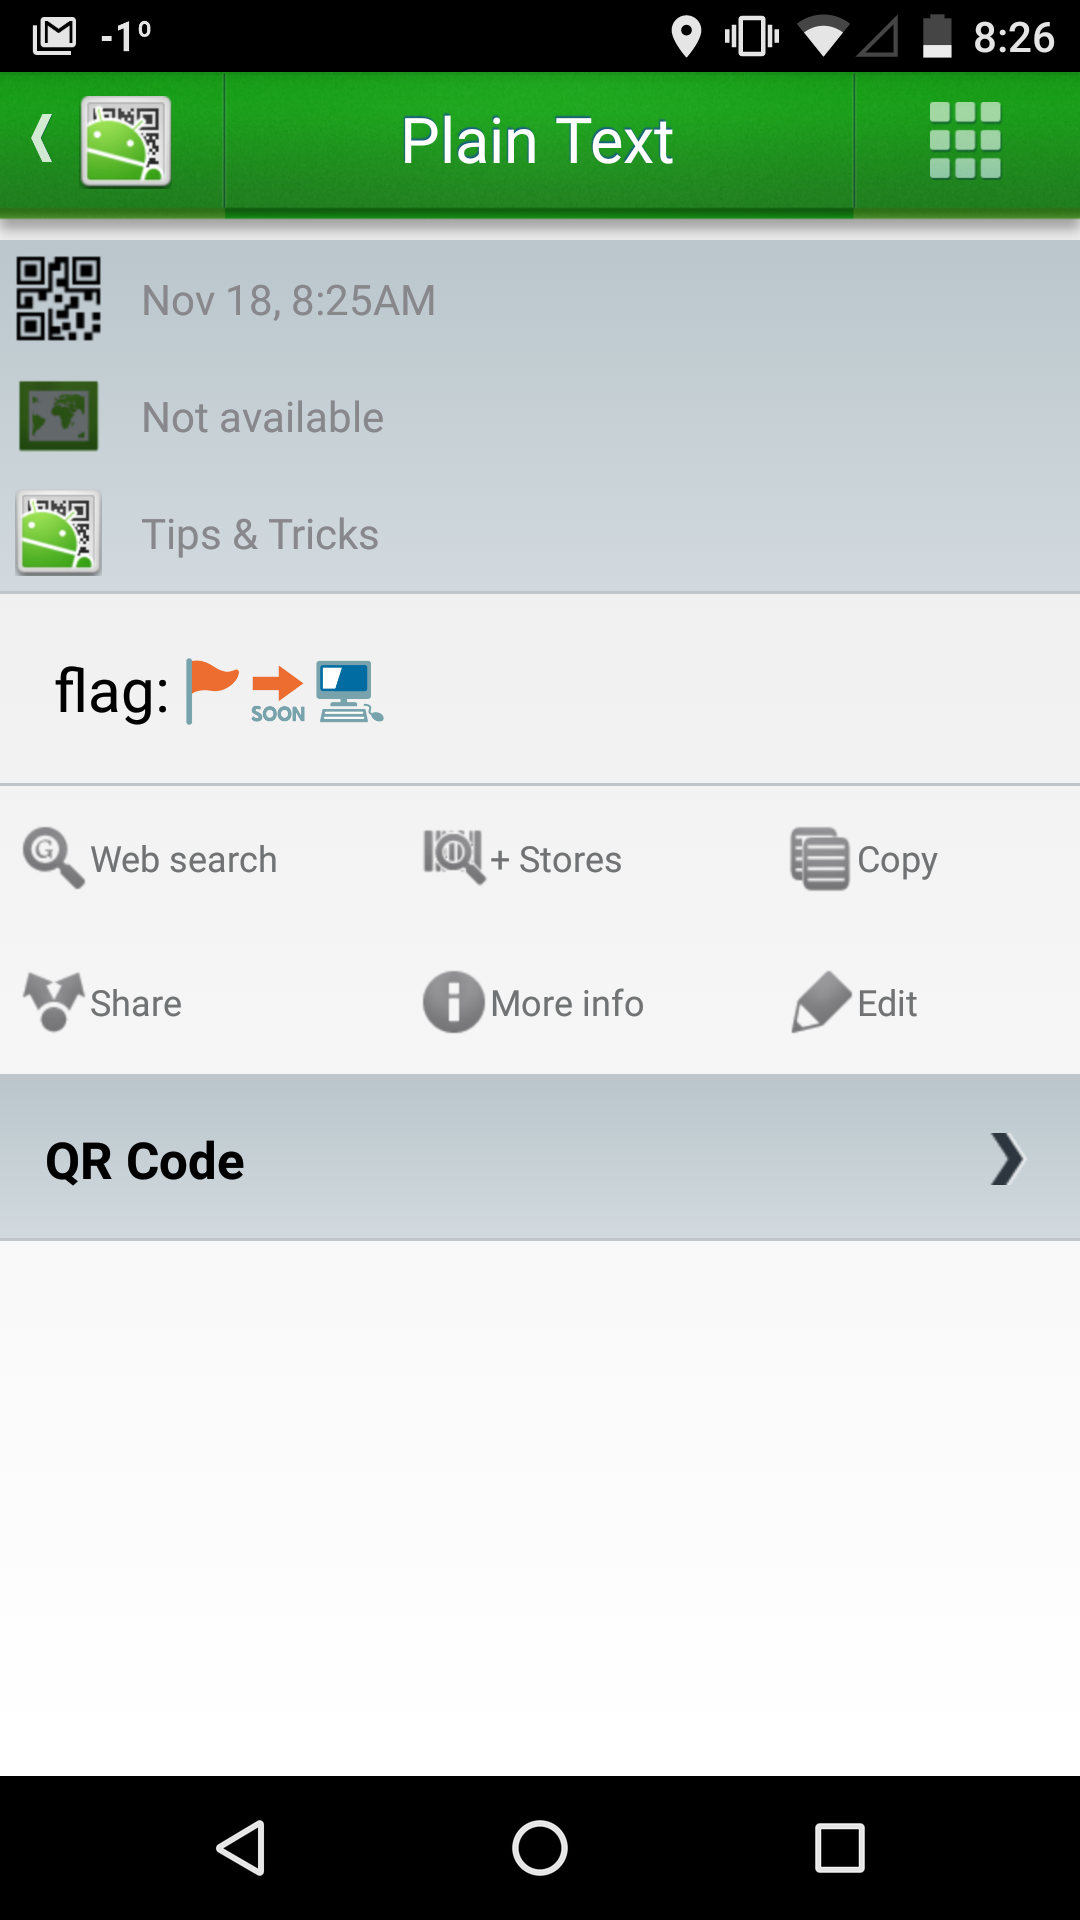 -1° 8:26
Plain Text
Nov 18, 8:25AM
Not available
Tips & Tricks
flag: 🚩🔜💻
Web search + Stores Copy
Share More info Edit
QR Code